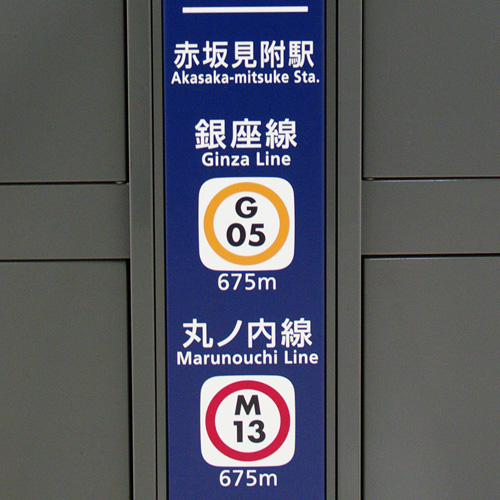 赤坂見附駅
Akasaka-mitsuke Sta.
銀座線
Ginza Line
G
05
675m
丸ノ内線
Marunouchi Line
M
13
675m